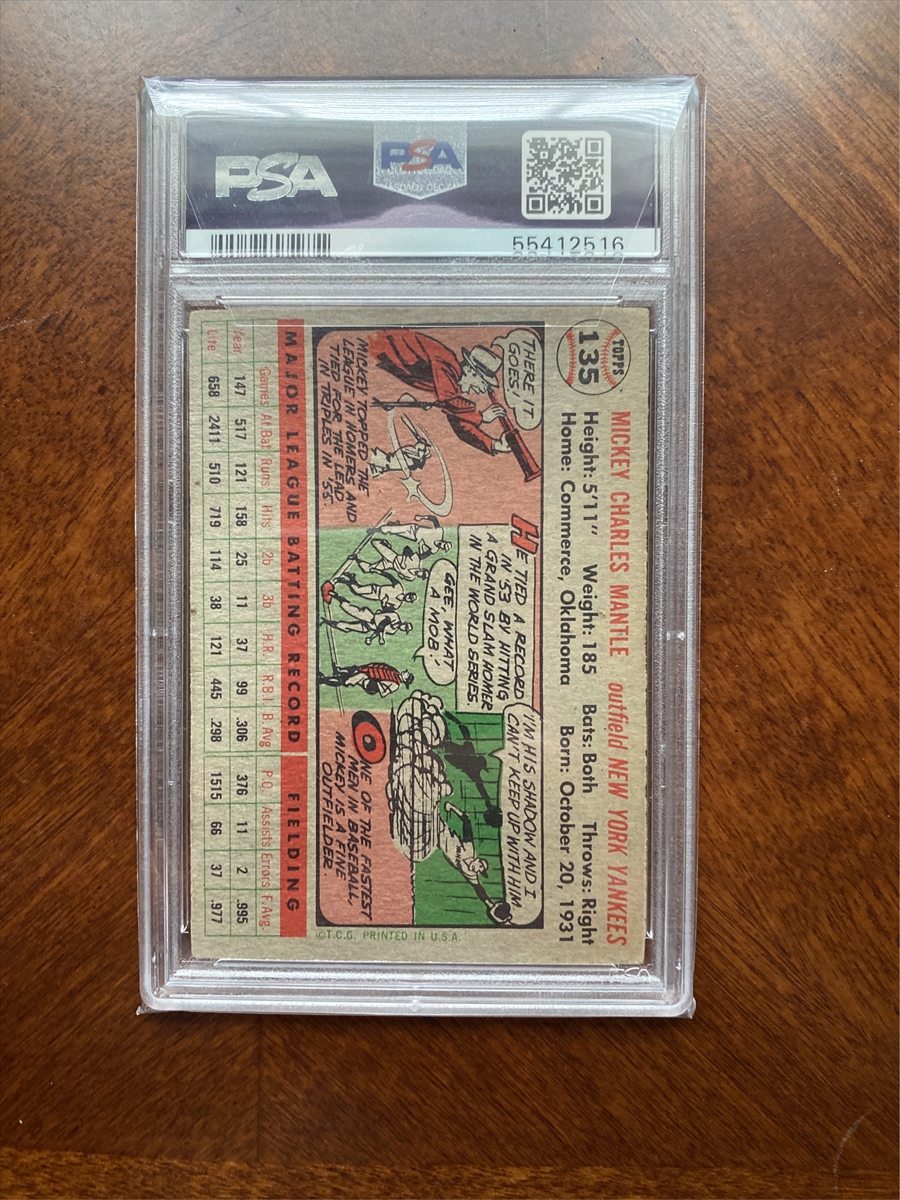 PSA
PSA
55412516
TOPPS
135
MICKEY CHARLES MANTLE outfield NEW YORK YANKEES
Height: 5'11" Weight: 185 Bats: Both Throws: Right
Home: Commerce, Oklahoma Born: October 20, 1931
THERE IT
GOES.
MICKEY TOPPED THE
LEAGUE IN HOMERS AND
TIED FOR THE LEAD
IN TRIPLES IN '55.
HE TIED A RECORD
IN '53 BY HITTING
A GRAND SLAM HOMER
IN THE WORLD SERIES.
GEE, WHAT
A MOB!
I'M HIS SHADOW AND I
CAN'T KEEP UP WITH HIM
ONE OF THE FASTEST
MEN IN BASEBALL,
MICKEY IS A FINE
OUTFIELDER
MAJOR LEAGUE BATTING RECORD FIELDING
Games At Bat Runs Hits 2b 3b H.R. R.B.I. B.Avg. P.O. Assists Errors F.Avg.
Year 147 517 121 158 25 11 37 99 .306 376 11 2 .995
Life 658 2411 510 719 114 38 121 445 .298 1515 66 37 .977
©T.C.G. PRINTED IN U.S.A.